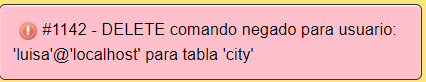 #1142 - DELETE comando negado para usuario:
'luisa'@'localhost' para tabla 'city'